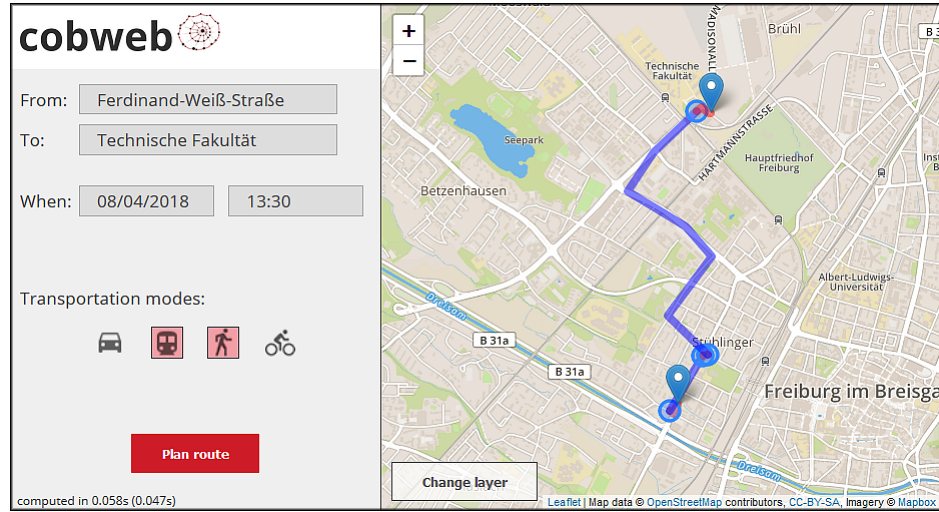 cobweb
From: Ferdinand-Weiß-Straße
To: Technische Fakultät
When: 08/04/2018 13:30
Transportation modes:
Plan route
computed in 0.058s (0.047s)
+
−
Brühl
MADISONALL
Technische
Fakultät
HARTMANNSTRASSE
Seepark
Hauptfriedhof
Freiburg
Inst
Betzenhausen
Albert-Ludwigs-
Universität
Dreisam
B 31a
Stühlinger
B 31a
Freiburg im Breisga
Dreisam
Change layer
Leaflet | Map data © OpenStreetMap contributors, CC-BY-SA, Imagery © Mapbox